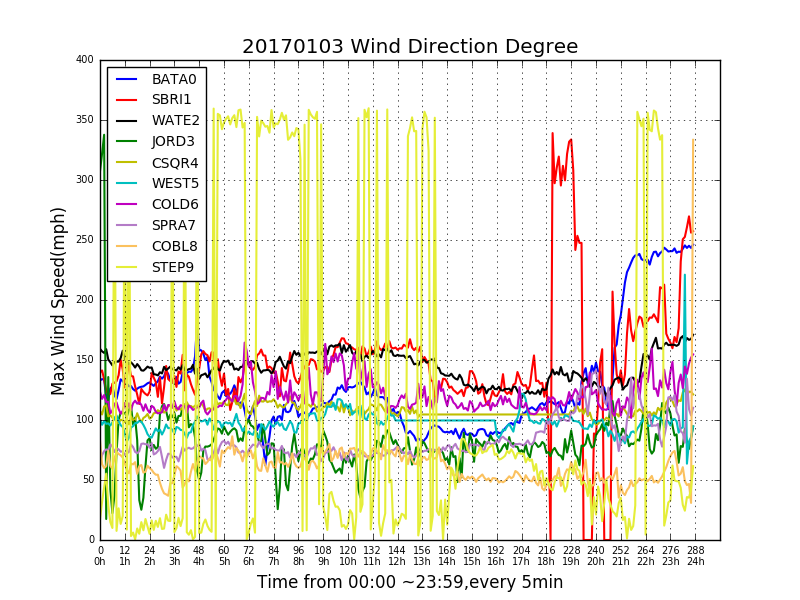 20170103 Wind Direction Degree
400
350
300
250
200
150
100
50
0
Max Wind Speed(mph)
BATA0
SBRI1
WATE2
JORD3
CSQR4
WEST5
COLD6
SPRA7
COBL8
STEP9
0 12 24 36 48 60 72 84 96 108 120 132 144 156 168 180 192 204 216 228 240 252 264 276 288
0h 1h 2h 3h 4h 5h 6h 7h 8h 9h 10h 11h 12h 13h 14h 15h 16h 17h 18h 19h 20h 21h 22h 23h 24h
Time from 00:00 ~23:59,every 5min